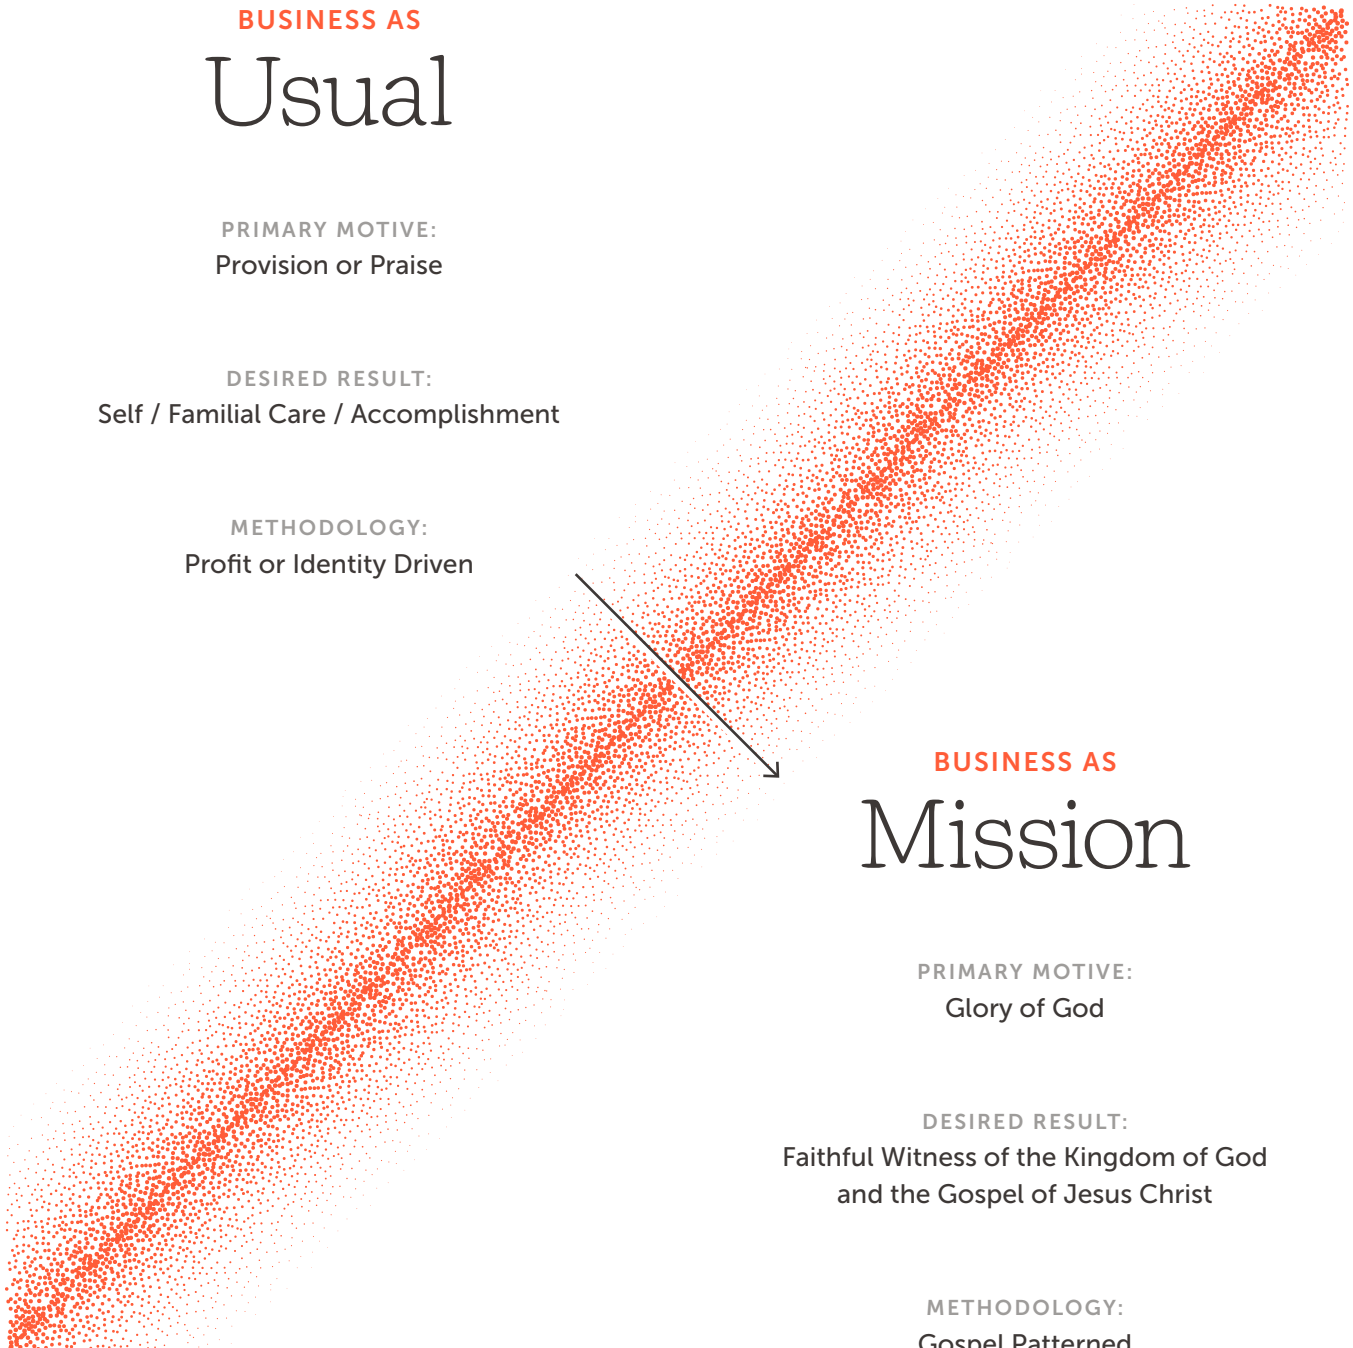 BUSINESS AS
Usual
PRIMARY MOTIVE:
Provision or Praise
DESIRED RESULT:
Self / Familial Care / Accomplishment
METHODOLOGY:
Profit or Identity Driven
BUSINESS AS
Mission
PRIMARY MOTIVE:
Glory of God
DESIRED RESULT:
Faithful Witness of the Kingdom of God
and the Gospel of Jesus Christ
METHODOLOGY:
Gospel Patterned